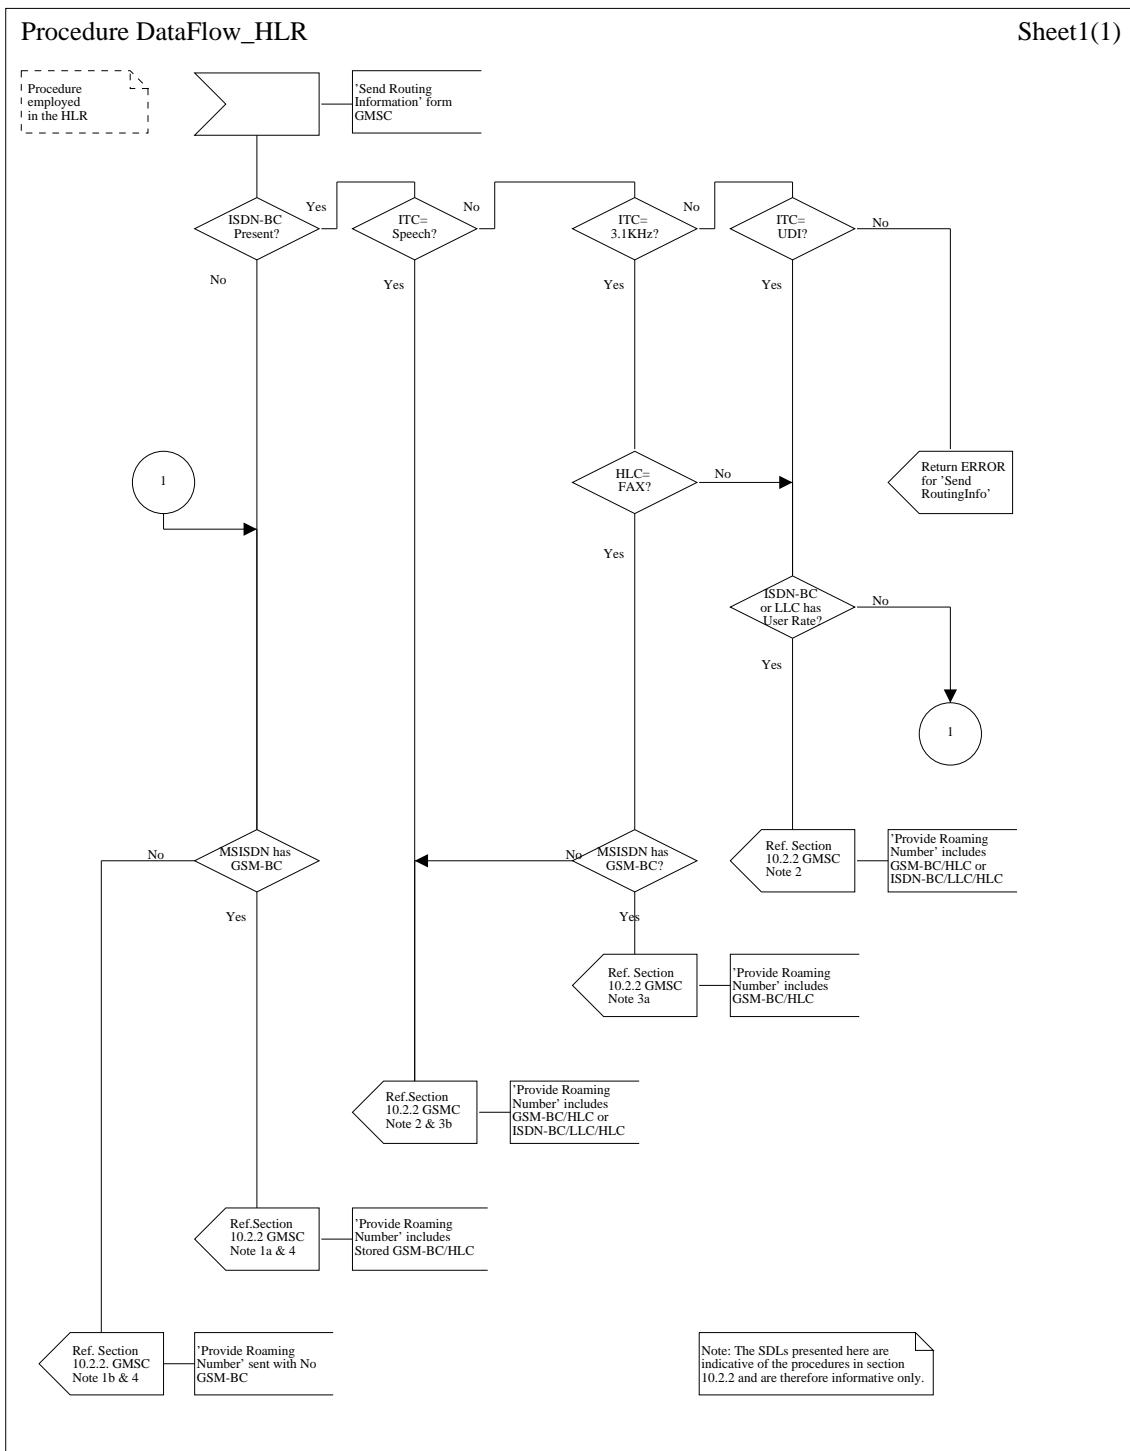 Procedure DataFlow_HLR
Sheet1(1)
Procedure
employed
in the HLR
'Send Routing
Information' form
GMSC
ISDN-BC
Present?
Yes
No
ITC=
Speech?
No
Yes
ITC=
3.1KHz?
No
Yes
ITC=
UDI?
No
Yes
1
HLC=
FAX?
No
Yes
Return ERROR
for 'Send
RoutingInfo'
ISDN-BC
or LLC has
User Rate?
No
Yes
1
MSISDN has
GSM-BC
No
Yes
MSISDN has
GSM-BC?
No
Yes
Ref. Section
10.2.2 GMSC
Note 2
'Provide Roaming
Number' includes
GSM-BC/HLC or
ISDN-BC/LLC/HLC
Ref. Section
10.2.2 GMSC
Note 3a
'Provide Roaming
Number' includes
GSM-BC/HLC
Ref.Section
10.2.2 GSMC
Note 2 & 3b
'Provide Roaming
Number' includes
GSM-BC/HLC or
ISDN-BC/LLC/HLC
Ref.Section
10.2.2 GMSC
Note 1a & 4
'Provide Roaming
Number' includes
Stored GSM-BC/HLC
Ref. Section
10.2.2. GMSC
Note 1b & 4
'Provide Roaming
Number' sent with No
GSM-BC
Note: The SDLs presented here are
indicative of the procedures in section
10.2.2 and are therefore informative only.